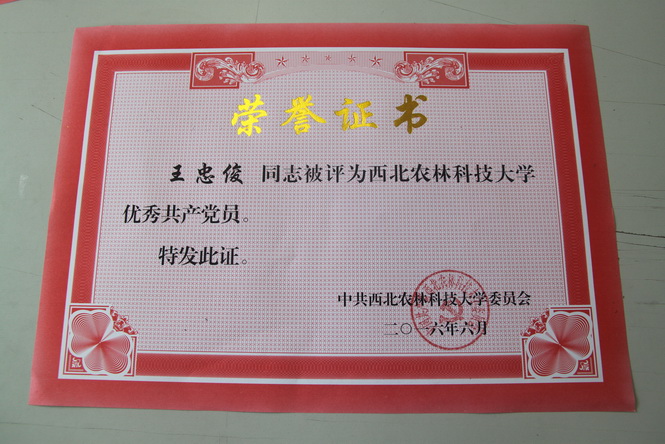 荣誉证书
王忠俊 同志被评为西北农林科技大学
优秀共产党员。
特发此证。
中共西北农林科技大学委员会
二〇一六年六月